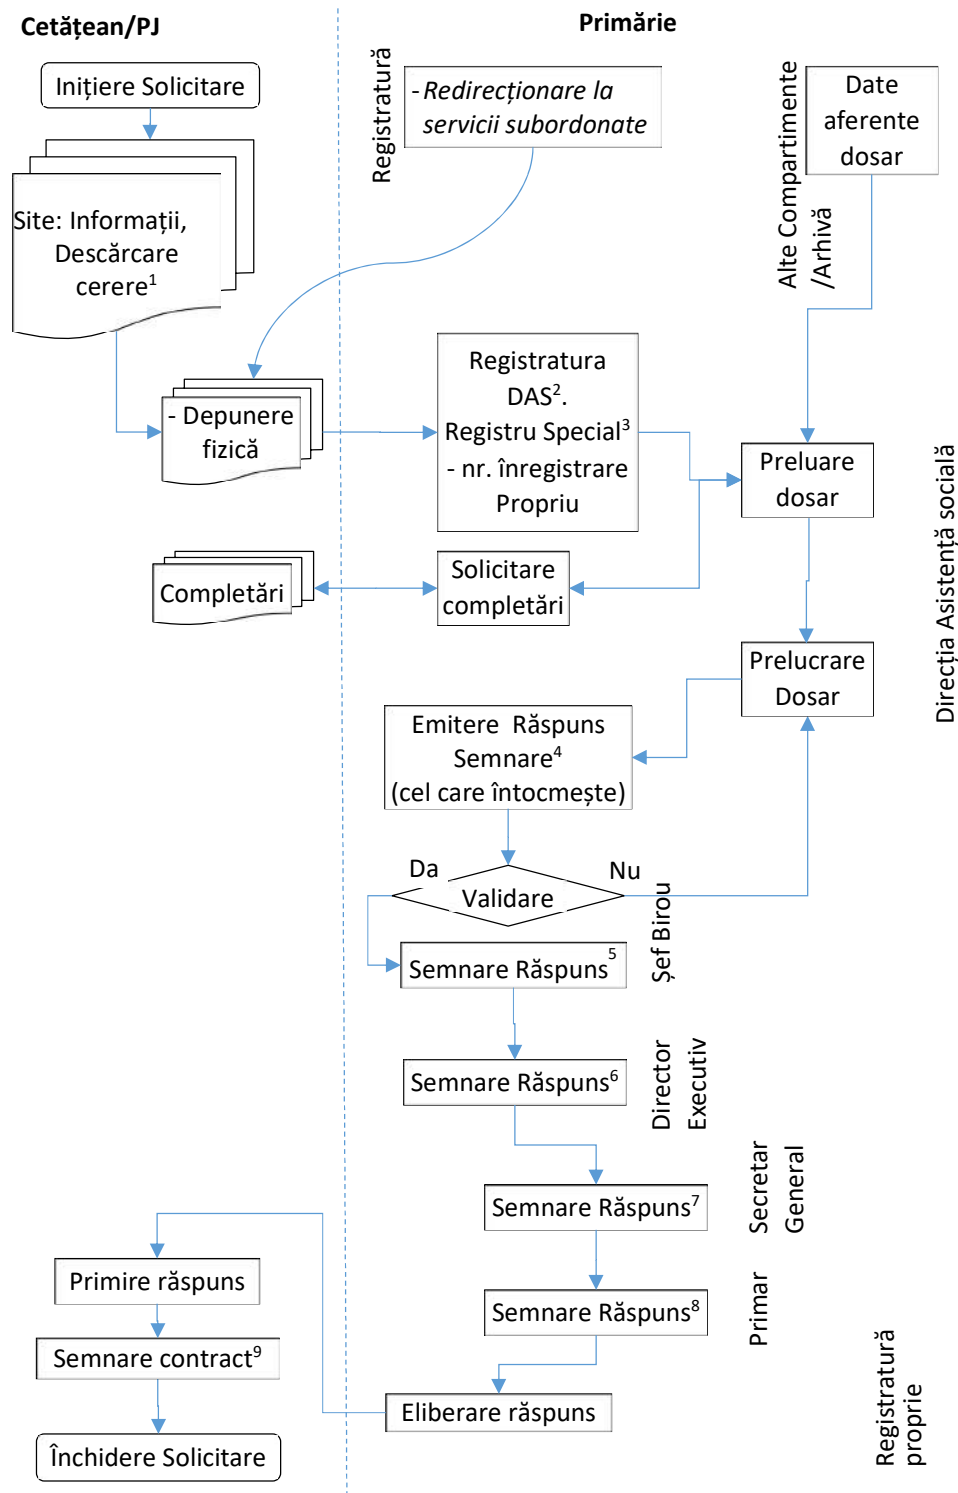 Cetățean/PJ
Primărie
Inițiere Solicitare
Registratură
- Redirecționare la
servicii subordonate
Alte Compartimente
/Arhivă
Date
aferente
dosar
Site: Informații,
Descărcare
cerere1
- Depunere
fizică
Registratura
DAS2.
Registru Special3
- nr. înregistrare
Propriu
Preluare
dosar
Direcția Asistență socială
Completări
Solicitare
completări
Prelucrare
Dosar
Emitere Răspuns
Semnare4
(cel care întocmește)
Da
Nu
Validare
Șef Birou
Semnare Răspuns5
Semnare Răspuns6
Director
Executiv
Semnare Răspuns7
Secretar
General
Primire răspuns
Semnare Răspuns8
Primar
Semnare contract9
Eliberare răspuns
Registratură
proprie
Închidere Solicitare